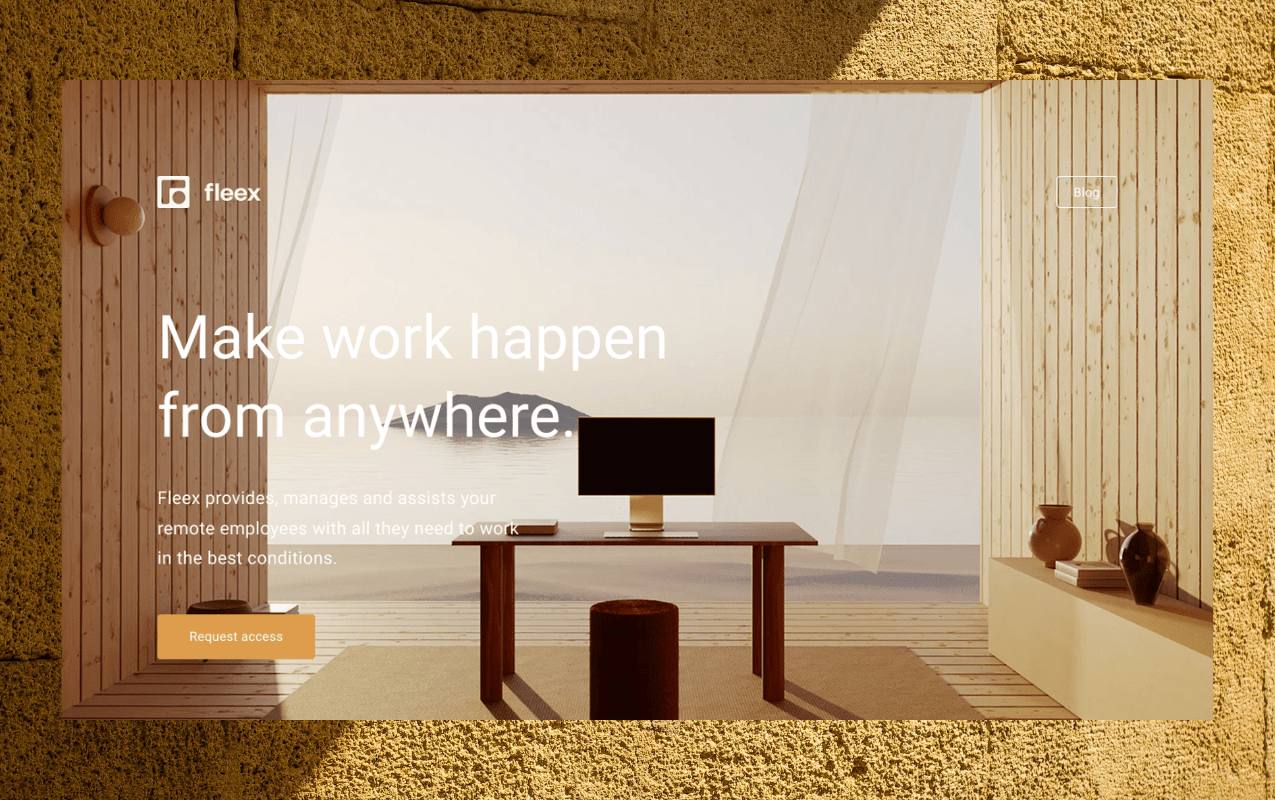 fleex
Blog
Make work happen
from anywhere.
Fleex provides, manages and assists your
remote employees with all they need to work
in the best conditions.
Request access